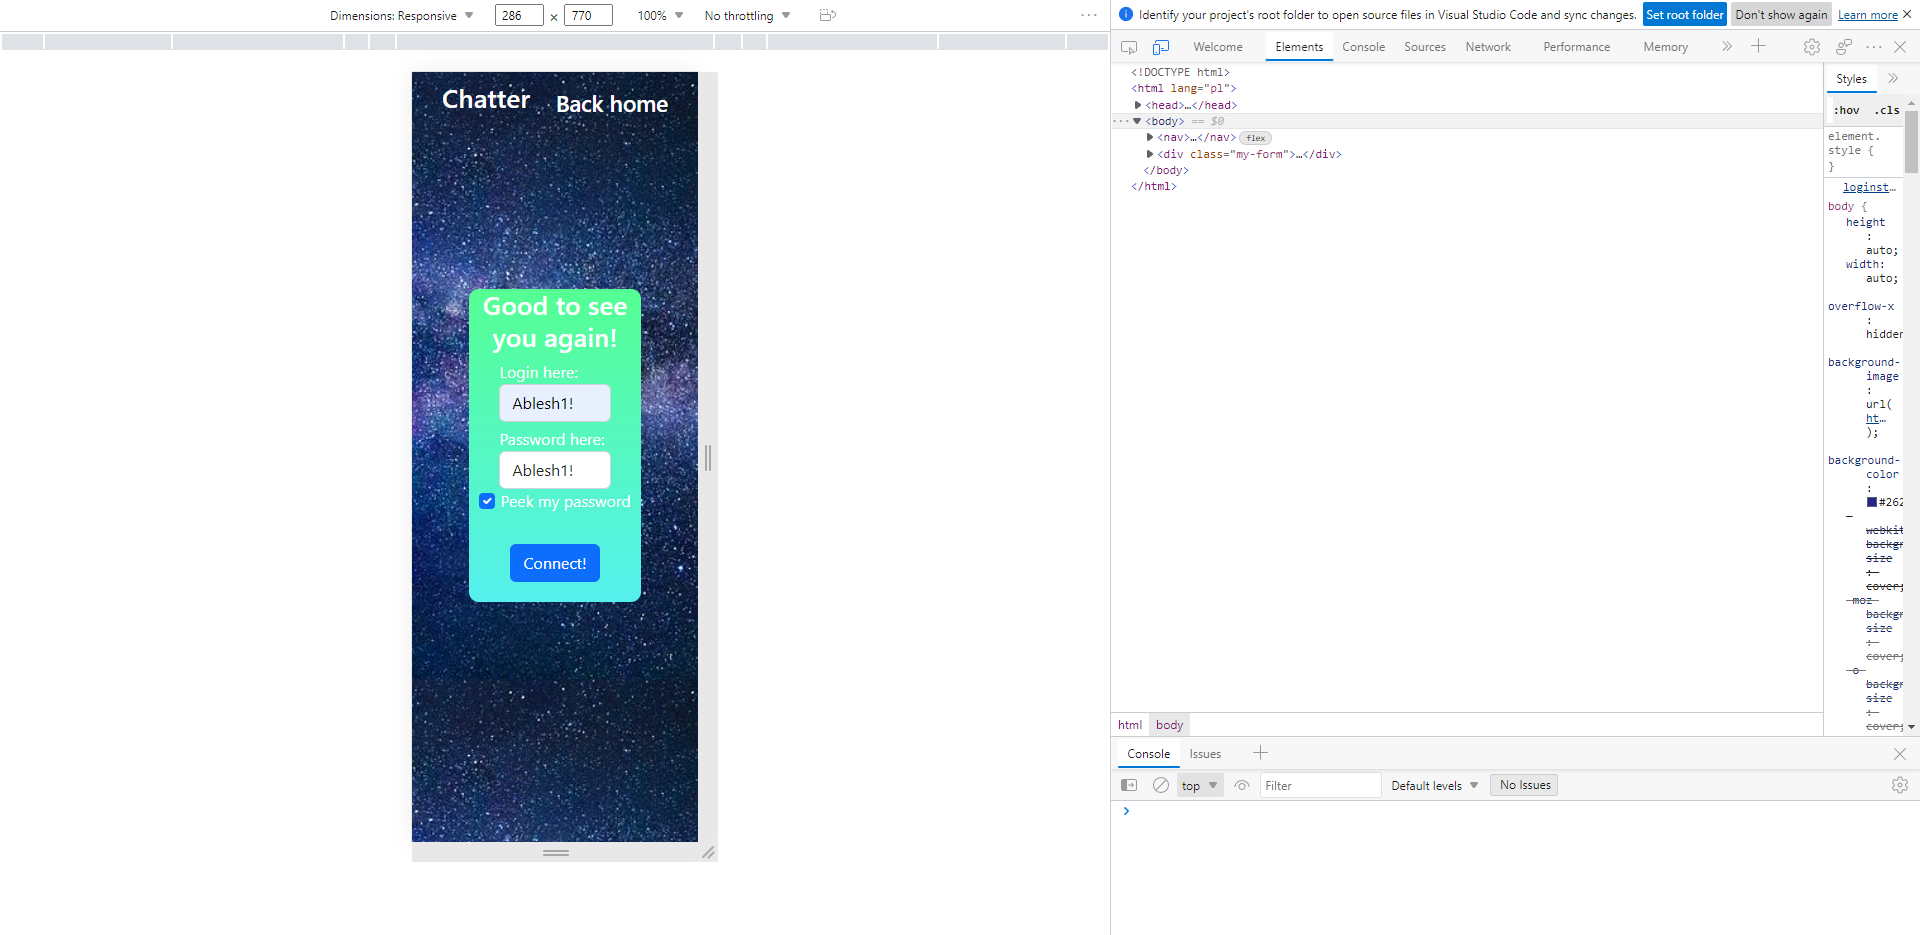 Dimensions: Responsive 286 × 770 100% No throttling
Chatter Back home
Good to see
you again!
Login here:
Ablesh1!
Password here:
Ablesh1!
Peek my password
Connect!
Identify your project's root folder to open source files in Visual Studio Code and sync changes. Set root folder Don't show again Learn more
Welcome Elements Console Sources Network Performance Memory
<!DOCTYPE html>
<html lang="pl">
<head>…</head>
<body> == $0
<nav>…</nav> flex
<div class="my-form">…</div>
</body>
</html>
html body
Styles
:hov .cls
element.
style {
}
loginst…
body {
height
:
auto;
width:
auto;
overflow-x
:
hidden
background-
image
:
url(
ht…
);
background-
color
:
#262
-
webkit
backgr
size
:
cover;
-moz-
backgr
size
:
cover;
-o-
backgr
size
:
cover;
Console Issues
top Filter Default levels No Issues